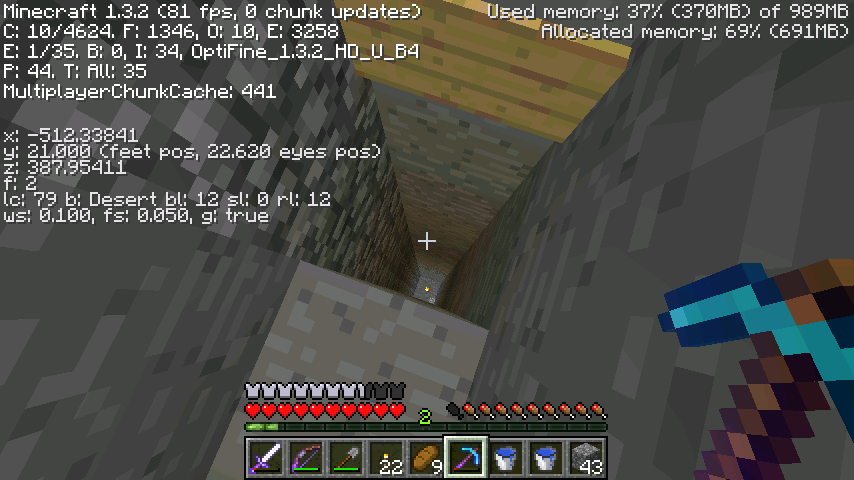 Minecraft 1.3.2 (81 fps, 0 chunk updates)
Used memory: 37% (370MB) of 989MB
C: 10/4624, F: 1346, O: 10, E: 3258
Allocated memory: 69% (691MB)
E: 1/35. B: 0, I: 34, OptiFine_1.3.2_HD_U_B4
P: 44. T: All: 35
MultiplayerChunkCache: 441
x: -512.33841
y: 21.000 (feet pos, 22.620 eyes pos)
z: 387.95411
f: 2
lc: 79 b: Desert bl: 12 sl: 0 rl: 12
ws: 0.100, fs: 0.050, g: true
2
22
9
43